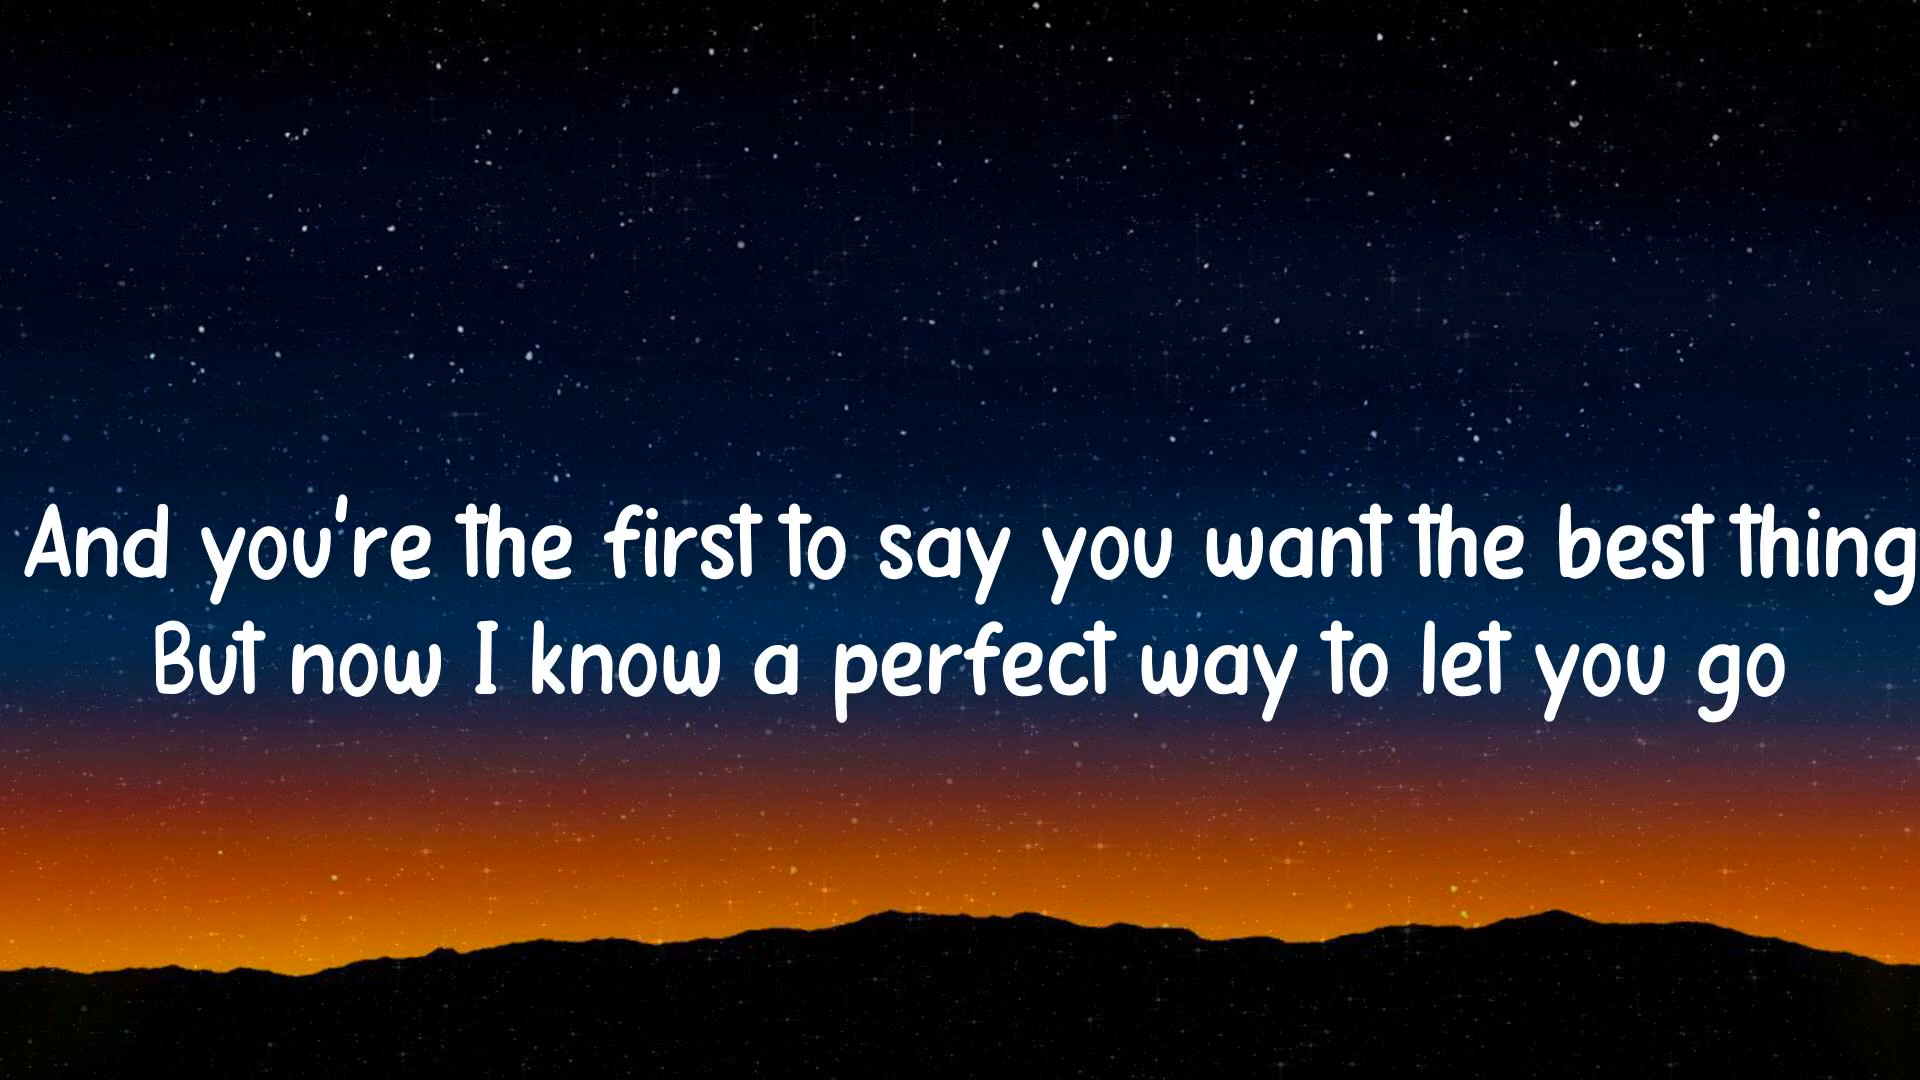 And you're the first to say you want the best thing
But now I know a perfect way to let you go